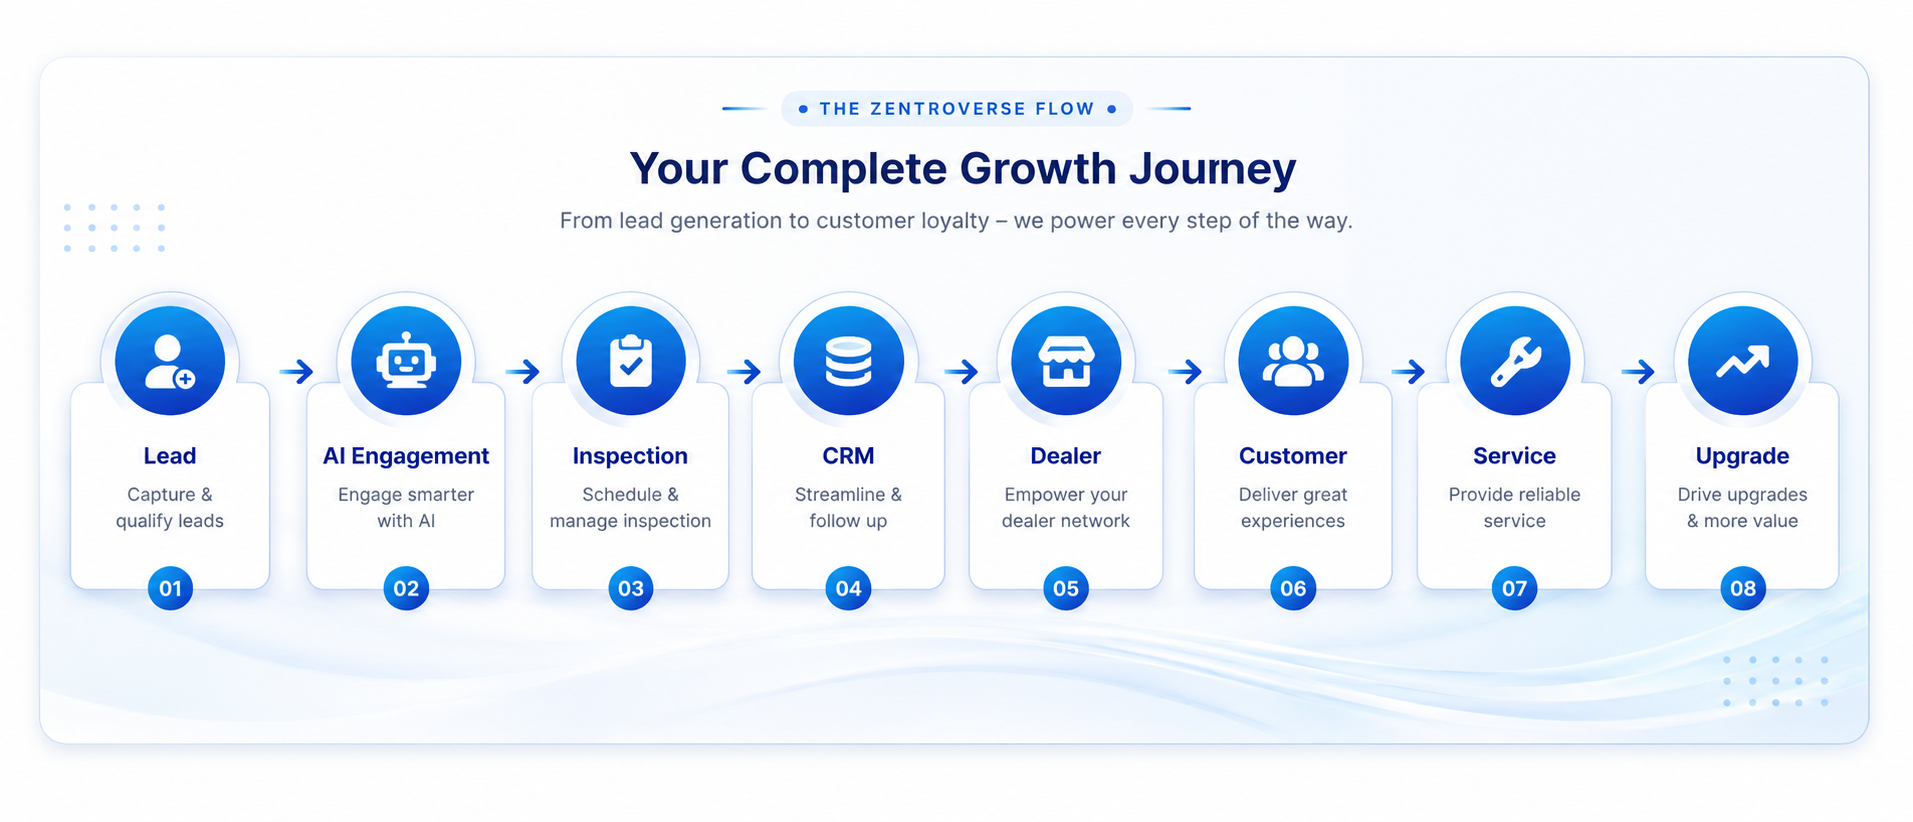 THE ZENTROVERSE FLOW
Your Complete Growth Journey
From lead generation to customer loyalty – we power every step of the way.
Lead
Capture &
qualify leads
01
AI Engagement
Engage smarter
with AI
02
Inspection
Schedule &
manage inspection
03
CRM
Streamline &
follow up
04
Dealer
Empower your
dealer network
05
Customer
Deliver great
experiences
06
Service
Provide reliable
service
07
Upgrade
Drive upgrades
& more value
08